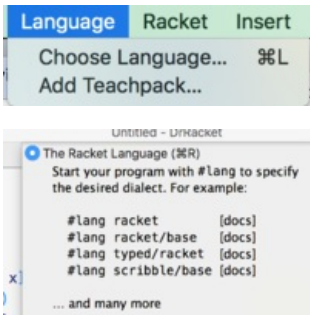 Language Racket Insert
Choose Language... ⌘L
Add Teachpack...
Untitled - DrRacket
The Racket Language (⌘R)
Start your program with #lang to specify
the desired dialect. For example:
#lang racket [docs]
#lang racket/base [docs]
#lang typed/racket [docs]
#lang scribble/base [docs]
x]
... and many more